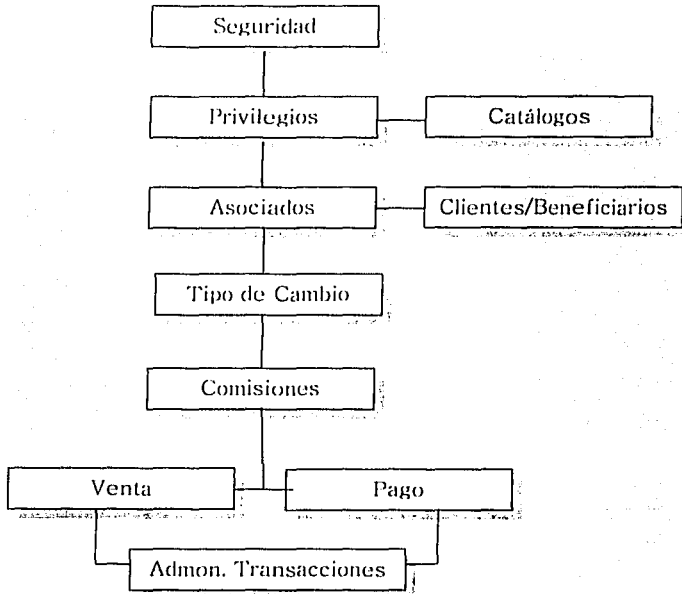 Seguridad
Privilegios
Catálogos
Asociados
Clientes/Beneficiarios
Tipo de Cambio
Comisiones
Venta
Pago
Admon. Transacciones